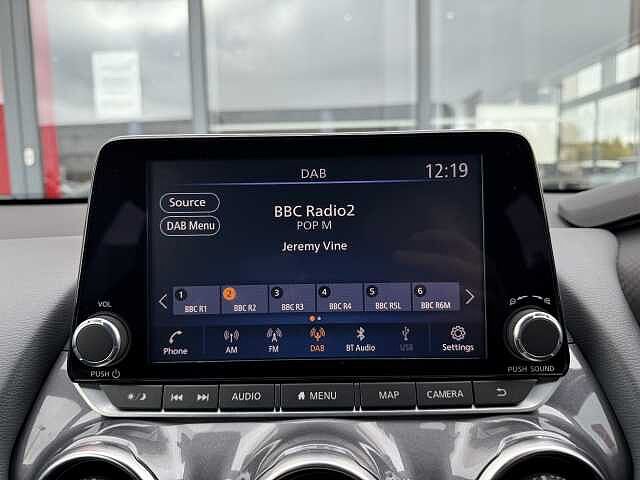 DAB 12:19
Source
BBC Radio2
POP M
DAB Menu
Jeremy Vine
1 2 3 4 5 6
BBC R1 BBC R2 BBC R3 BBC R4 BBC R5L BBC R6M
VOL
Phone AM FM DAB BT Audio USB Settings
PUSH PUSH SOUND
AUDIO MENU MAP CAMERA